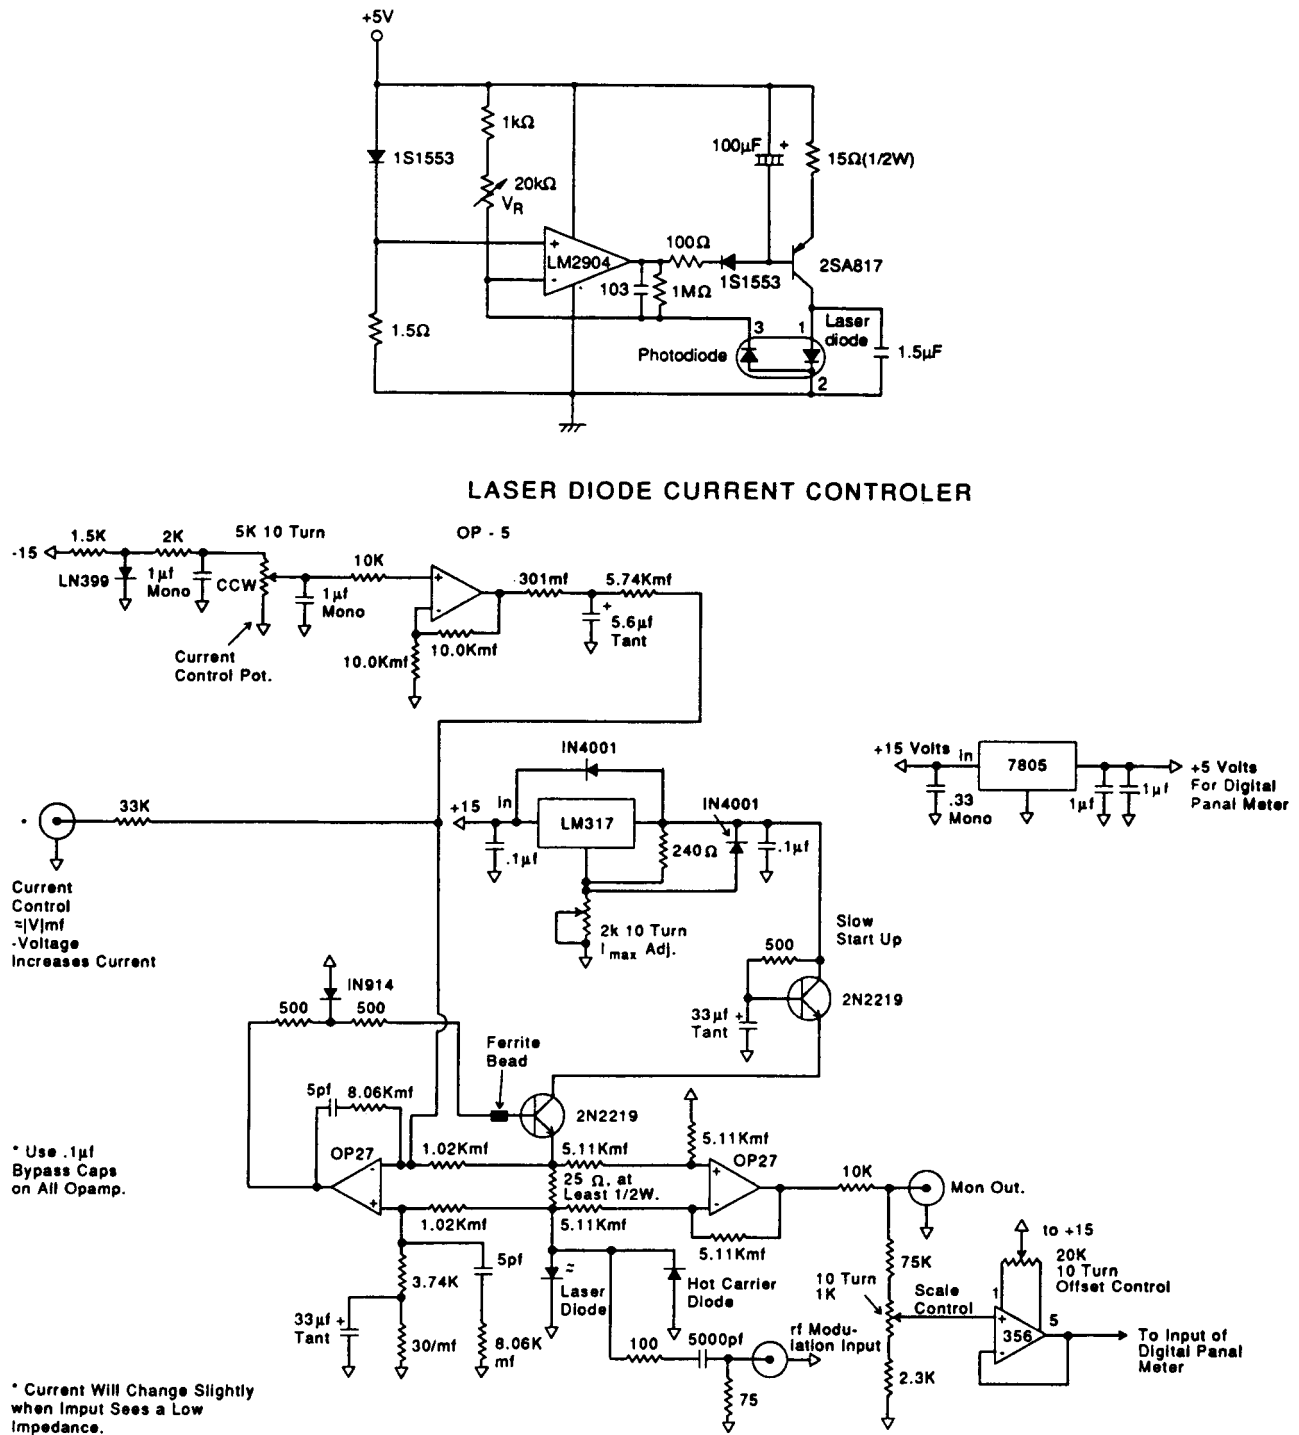 +5V
1kΩ
1S1553
20kΩ
VR
100µF
+
15Ω(1/2W)
+
LM2904
-
100Ω
1S1553
2SA817
103
1MΩ
1.5Ω
3
1
Laser
diode
Photodiode
2
1.5µF
LASER DIODE CURRENT CONTROLER
-15
1.5K
2K
5K 10 Turn
OP - 5
LN399
1µf
Mono
CCW
1µf
Mono
10K
+
-
301mf
5.74Kmf
+
5.6µf
Tant
10.0Kmf
10.0Kmf
Current
Control Pot.
IN4001
+15
in
LM317
IN4001
.1µf
240Ω
.1µf
2k 10 Turn
Imax Adj.
+15 Volts
in
7805
+5 Volts
For Digital
Panal Meter
.33
Mono
1µf
1µf
*
33K
Current
Control
≈|V|mf
-Voltage
Increases Current
Slow
Start Up
500
2N2219
33µf
Tant
+
IN914
500
500
Ferrite
Bead
2N2219
5pf
8.06Kmf
OP27
-
+
1.02Kmf
5.11Kmf
5.11Kmf
OP27
+
-
25 Ω, at
Least 1/2W.
1.02Kmf
5.11Kmf
5.11Kmf
10K
Mon Out.
* Use .1µf
Bypass Caps
on All Opamp.
3.74K
5pf
≈
Laser
Diode
Hot Carrier
Diode
33µf
Tant
+
30/mf
8.06K
mf
100
5000pf
75
rf Modu-
lation Input
75K
10 Turn
1K
Scale
Control
2.3K
to +15
20K
10 Turn
Offset Control
1
+
356
-
5
To Input of
Digital Panal
Meter
* Current Will Change Slightly
when Imput Sees a Low
Impedance.